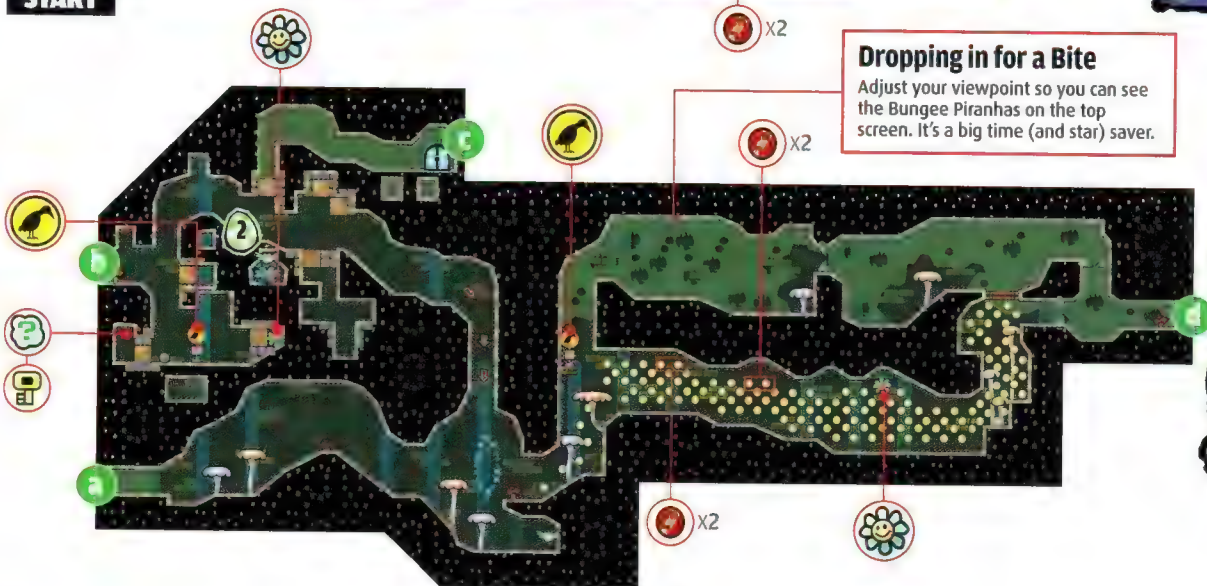 START
X2
Dropping in for a Bite
Adjust your viewpoint so you can see
the Bungee Piranhas on the top
screen. It's a big time (and star) saver.
X2
c
2
b
?
d
a
X2